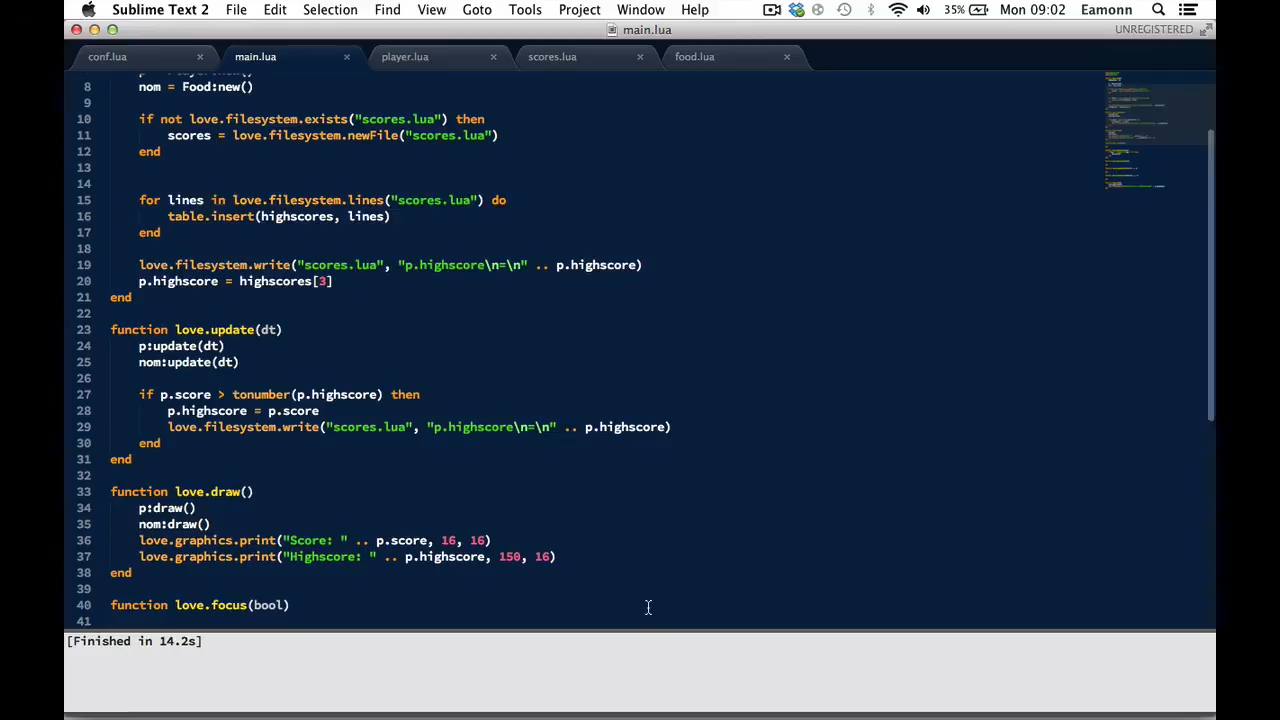 Sublime Text 2 File Edit Selection Find View Goto Tools Project Window Help 35% Mon 09:02 Eamonn
main.lua UNREGISTERED
conf.lua × main.lua × player.lua × scores.lua × food.lua ×
8 nom = Food:new()
9
10 if not love.filesystem.exists("scores.lua") then
11 scores = love.filesystem.newFile("scores.lua")
12 end
13
14
15 for lines in love.filesystem.lines("scores.lua") do
16 table.insert(highscores, lines)
17 end
18
19 love.filesystem.write("scores.lua", "p.highscore\n=\n" .. p.highscore)
20 p.highscore = highscores[3]
21 end
22
23 function love.update(dt)
24 p:update(dt)
25 nom:update(dt)
26
27 if p.score > tonumber(p.highscore) then
28 p.highscore = p.score
29 love.filesystem.write("scores.lua", "p.highscore\n=\n" .. p.highscore)
30 end
31 end
32
33 function love.draw()
34 p:draw()
35 nom:draw()
36 love.graphics.print("Score: " .. p.score, 16, 16)
37 love.graphics.print("Highscore: " .. p.highscore, 150, 16)
38 end
39
40 function love.focus(bool)
41
[Finished in 14.2s]